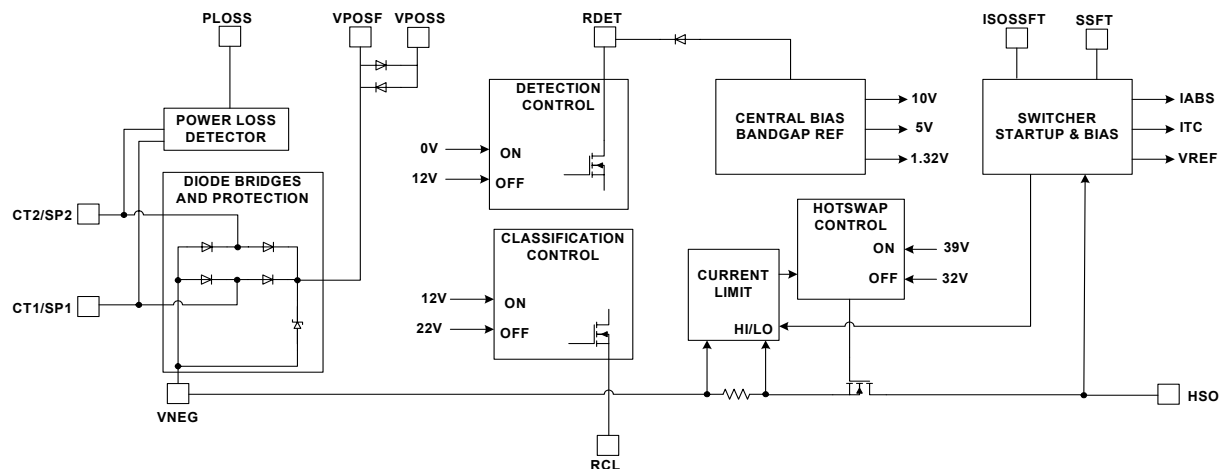 PLOSS
VPOSF
VPOSS
RDET
ISOSSFT
SSFT
POWER LOSS
DETECTOR
DETECTION
CONTROL
0V
ON
12V
OFF
CENTRAL BIAS
BANDGAP REF
10V
5V
1.32V
SWITCHER
STARTUP & BIAS
IABS
ITC
VREF
DIODE BRIDGES
AND PROTECTION
CT2/SP2
CT1/SP1
CLASSIFICATION
CONTROL
12V
ON
22V
OFF
HOTSWAP
CONTROL
ON
39V
OFF
32V
CURRENT
LIMIT
HI/LO
VNEG
HSO
RCL